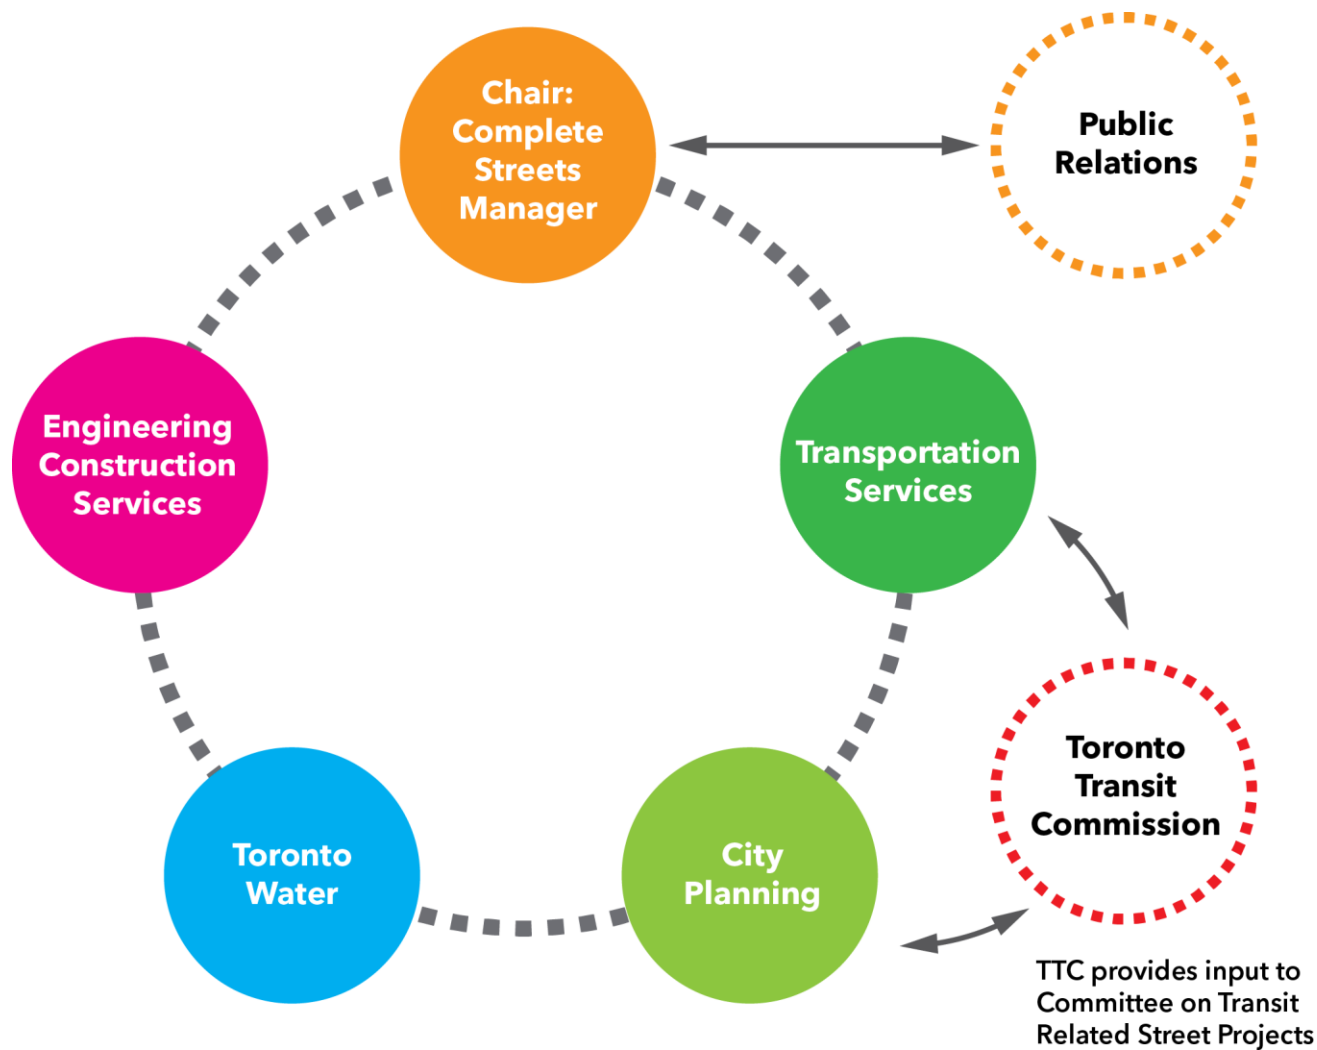 Chair:
Complete
Streets
Manager
Public
Relations
Engineering
Construction
Services
Transportation
Services
Toronto
Transit
Commission
Toronto
Water
City
Planning
TTC provides input to
Committee on Transit
Related Street Projects